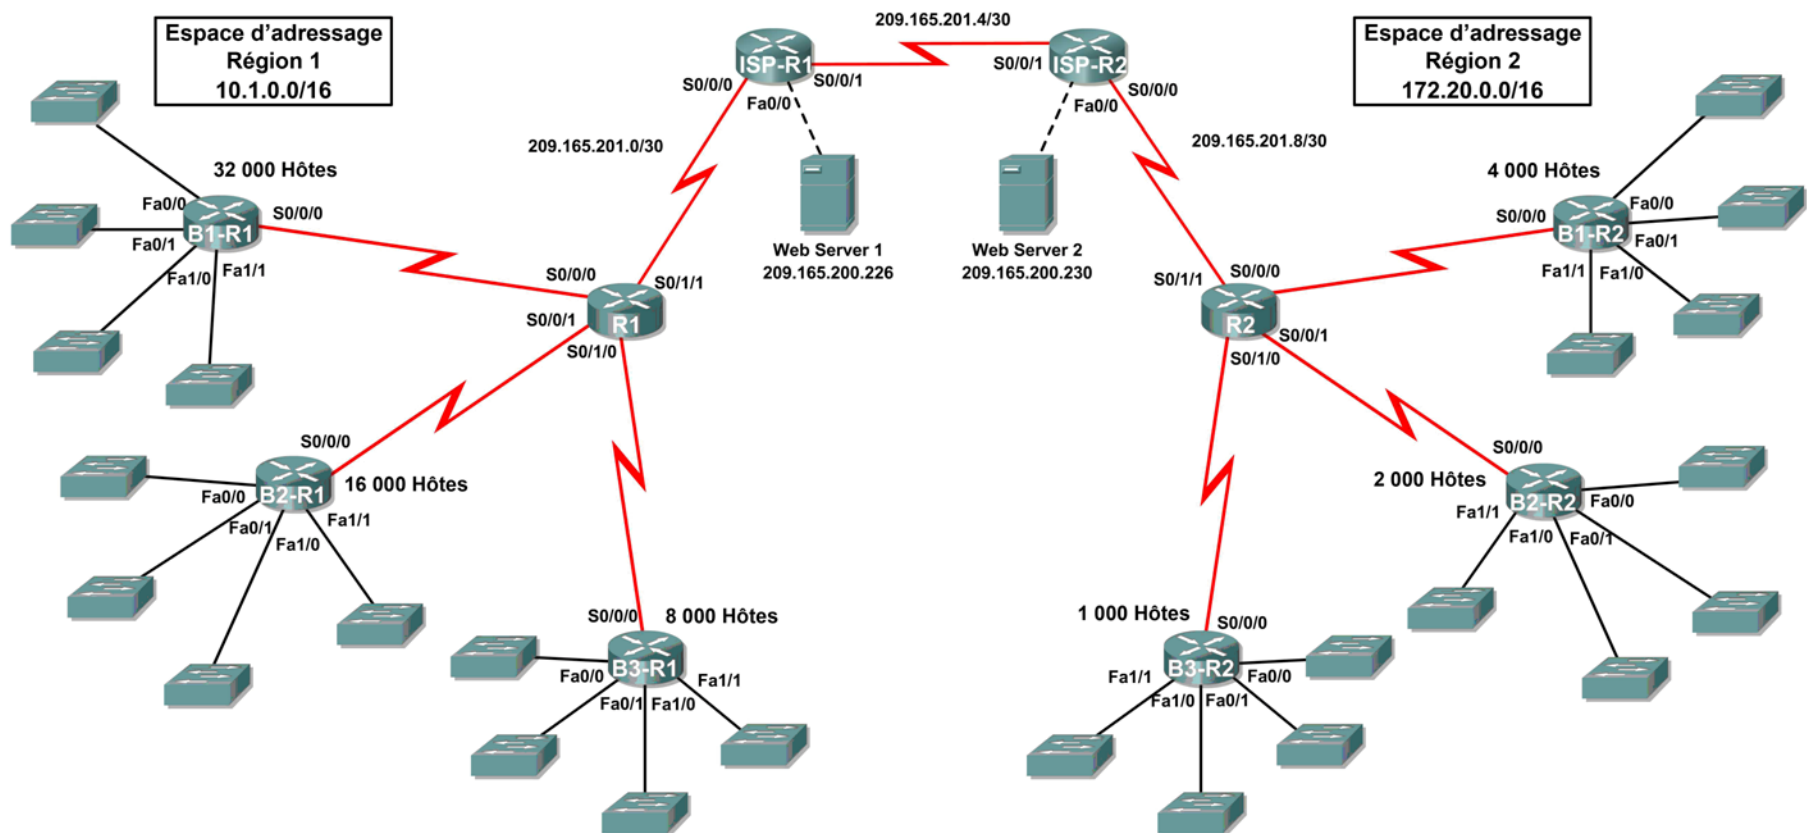 Espace d'adressage
Région 1
10.1.0.0/16
209.165.201.4/30
Espace d'adressage
Région 2
172.20.0.0/16
ISP-R1
S0/0/0
S0/0/1
Fa0/0
ISP-R2
S0/0/1
S0/0/0
Fa0/0
209.165.201.0/30
209.165.201.8/30
Web Server 1
209.165.200.226
Web Server 2
209.165.200.230
32 000 Hôtes
Fa0/0
S0/0/0
B1-R1
Fa0/1
Fa1/0
Fa1/1
4 000 Hôtes
Fa0/0
S0/0/0
B1-R2
Fa0/1
Fa1/1
Fa1/0
S0/0/0
S0/1/1
S0/0/1
R1
S0/1/0
S0/1/1
S0/0/0
R2
S0/0/1
S0/1/0
S0/0/0
16 000 Hôtes
B2-R1
Fa0/0
Fa0/1
Fa1/1
Fa1/0
S0/0/0
2 000 Hôtes
B2-R2
Fa0/0
Fa1/1
Fa1/0
Fa0/1
S0/0/0
8 000 Hôtes
B3-R1
Fa0/0
Fa1/1
Fa0/1
Fa1/0
1 000 Hôtes
S0/0/0
B3-R2
Fa1/1
Fa0/0
Fa1/0
Fa0/1